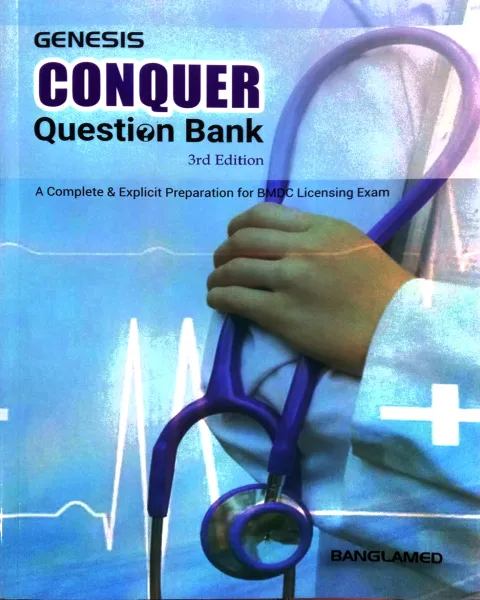 GENESIS
CONQUER
Question Bank
3rd Edition
A Complete & Explicit Preparation for BMDC Licensing Exam
BANGLAMED